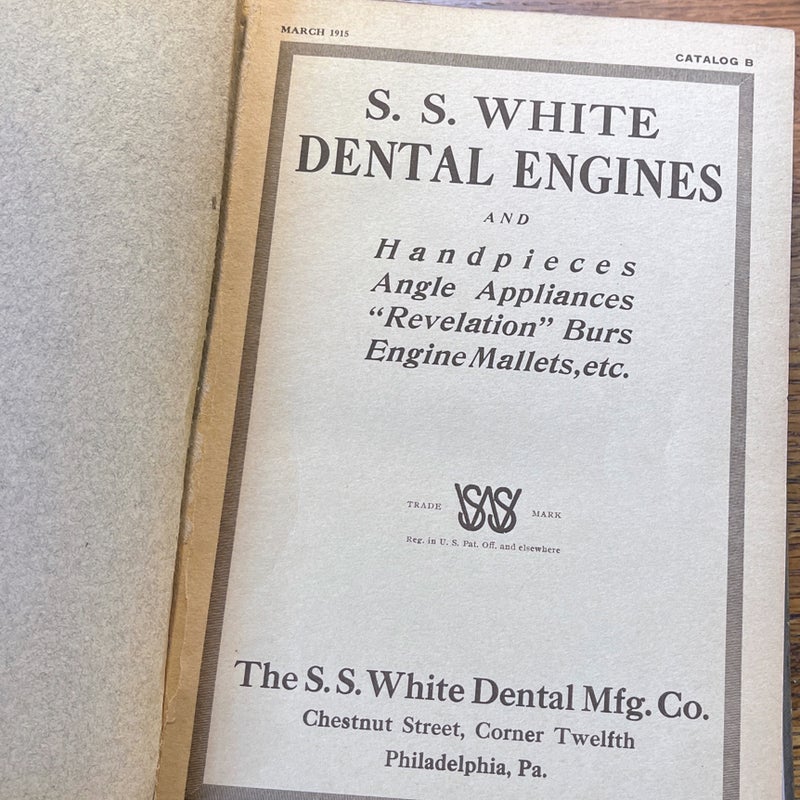 MARCH 1915
CATALOG B
S. S. WHITE
DENTAL ENGINES
AND
Handpieces
Angle Appliances
“Revelation” Burs
Engine Mallets, etc.
TRADE SSW MARK
Reg. in U. S. Pat. Off. and elsewhere
The S. S. White Dental Mfg. Co.
Chestnut Street, Corner Twelfth
Philadelphia, Pa.